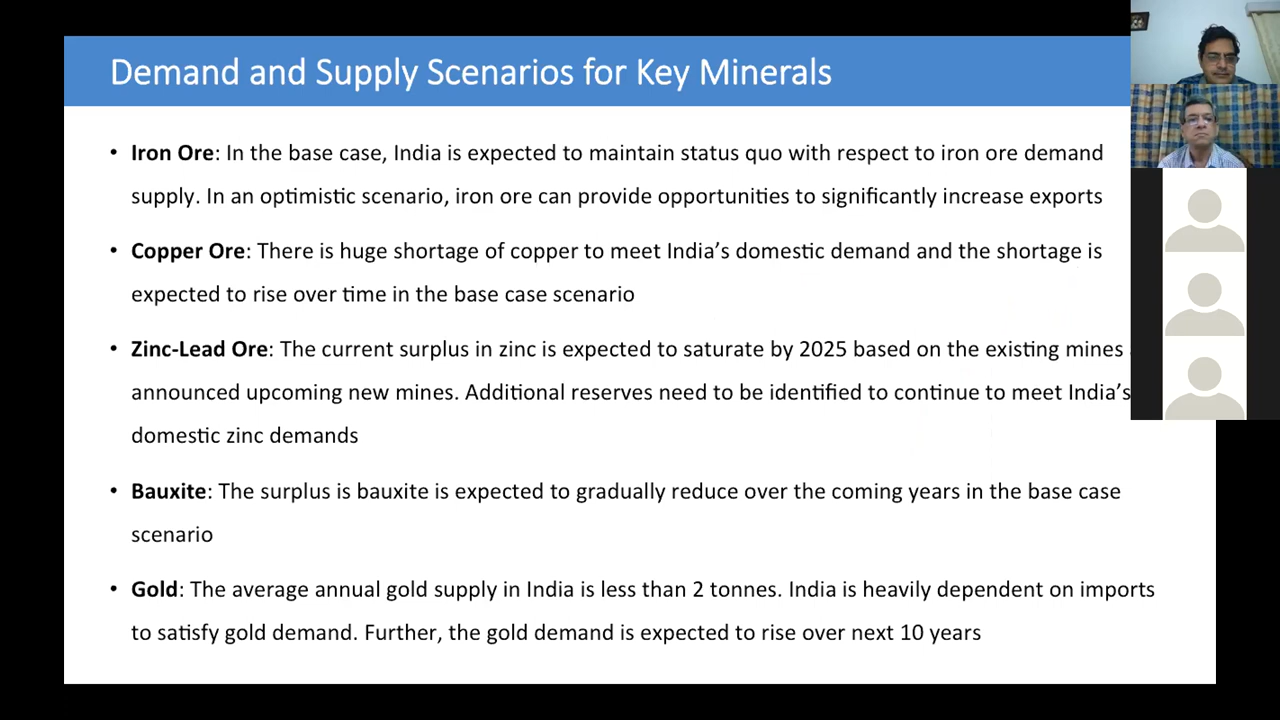 Demand and Supply Scenarios for Key Minerals
• Iron Ore: In the base case, India is expected to maintain status quo with respect to iron ore demand
supply. In an optimistic scenario, iron ore can provide opportunities to significantly increase exports
• Copper Ore: There is huge shortage of copper to meet India’s domestic demand and the shortage is
expected to rise over time in the base case scenario
• Zinc-Lead Ore: The current surplus in zinc is expected to saturate by 2025 based on the existing mines
announced upcoming new mines. Additional reserves need to be identified to continue to meet India’s
domestic zinc demands
• Bauxite: The surplus is bauxite is expected to gradually reduce over the coming years in the base case
scenario
• Gold: The average annual gold supply in India is less than 2 tonnes. India is heavily dependent on imports
to satisfy gold demand. Further, the gold demand is expected to rise over next 10 years